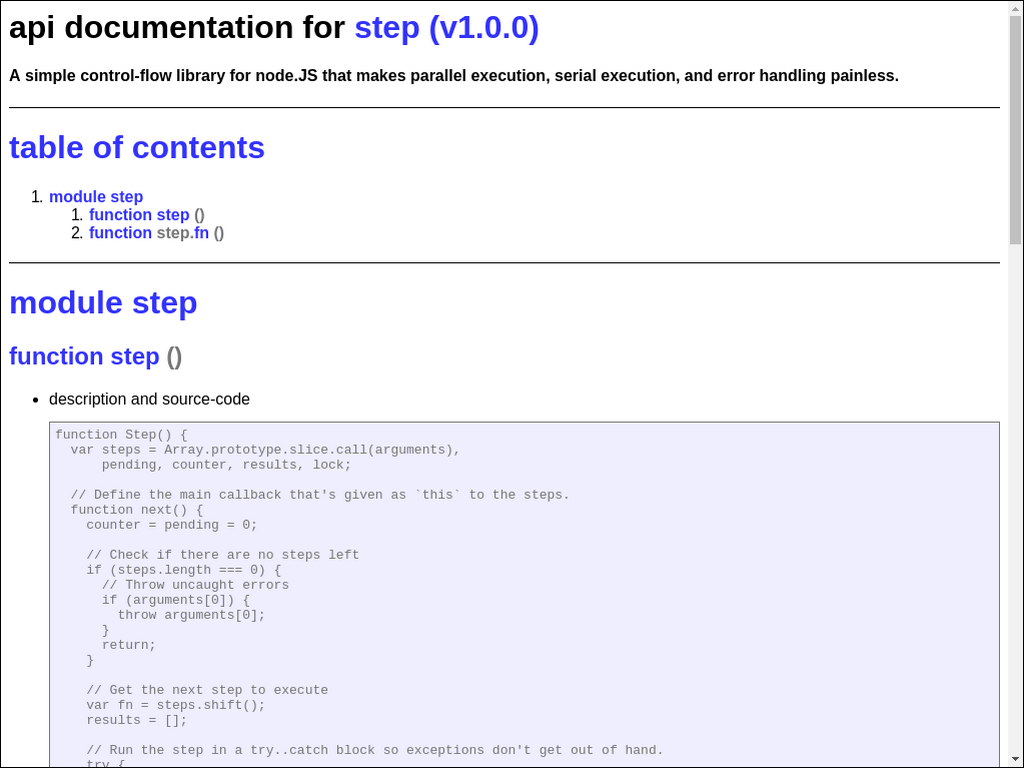 api documentation for step (v1.0.0)
A simple control-flow library for node.JS that makes parallel execution, serial execution, and error handling painless.
table of contents
1. module step
1. function step ()
2. function step.fn ()
module step
function step ()
• description and source-code
function Step() {
  var steps = Array.prototype.slice.call(arguments),
      pending, counter, results, lock;
  // Define the main callback that's given as `this` to the steps.
  function next() {
    counter = pending = 0;
    // Check if there are no steps left
    if (steps.length === 0) {
      // Throw uncaught errors
      if (arguments[0]) {
        throw arguments[0];
      }
      return;
    }
    // Get the next step to execute
    var fn = steps.shift();
    results = [];
    // Run the step in a try..catch block so exceptions don't get out of hand.
    try {